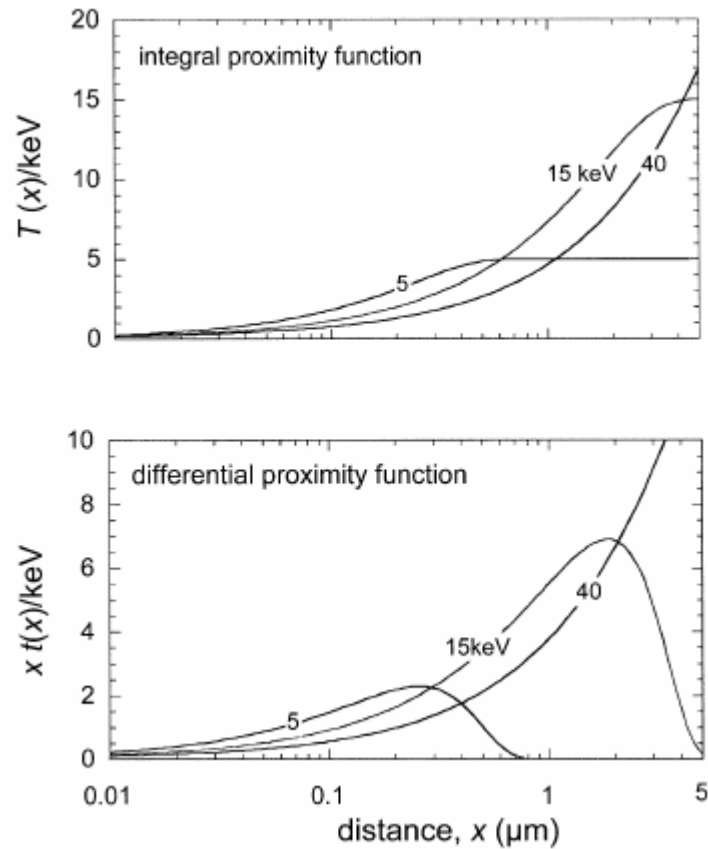 20
integral proximity function
15
15 keV
40
T (x)/keV
10
5
5
0
10
differential proximity function
8
x t(x)/keV
6
40
4
15keV
2
5
0
0.01
0.1
1
5
distance, x (µm)